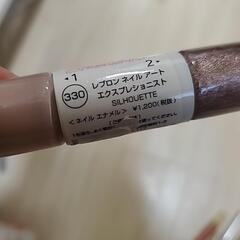 •1 2•
330
レブロン ネイル アート
エクスプレショニスト
SILHOUETTE
<ネイル エナメル> ¥1,200(税抜)